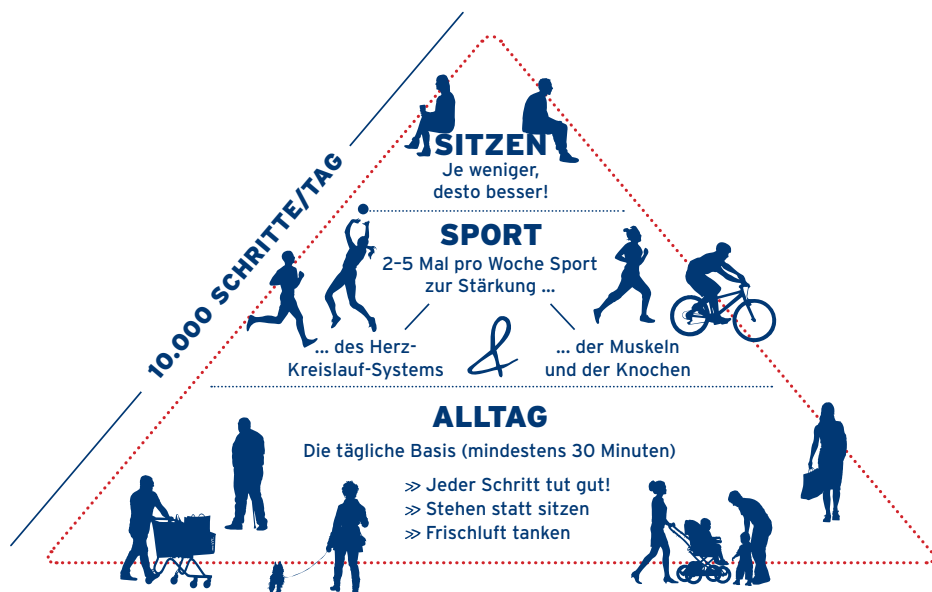 10.000 SCHRITTE/TAG
SITZEN
Je weniger,
desto besser!
SPORT
2–5 Mal pro Woche Sport
zur Stärkung ...
... des Herz-
Kreislauf-Systems
&
... der Muskeln
und der Knochen
ALLTAG
Die tägliche Basis (mindestens 30 Minuten)
>> Jeder Schritt tut gut!
>> Stehen statt sitzen
>> Frischluft tanken